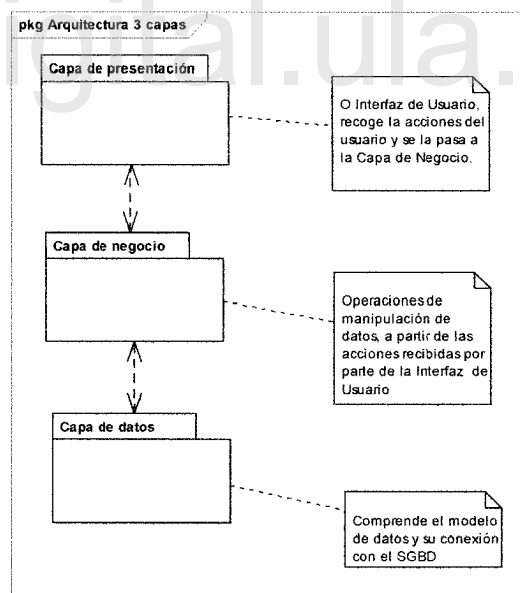 igital.ula.
pkg Arquitectura 3 capas
Capa de presentación
O Interfaz de Usuario,
recoge la acciones del
usuario y se la pasa a
la Capa de Negocio.
Capa de negocio
Operaciones de
manipulación de
datos, a partir de las
acciones recibidas por
parte de la Interfaz de
Usuario
Capa de datos
Comprende el modelo
de datos y su conexión
con el SGBD